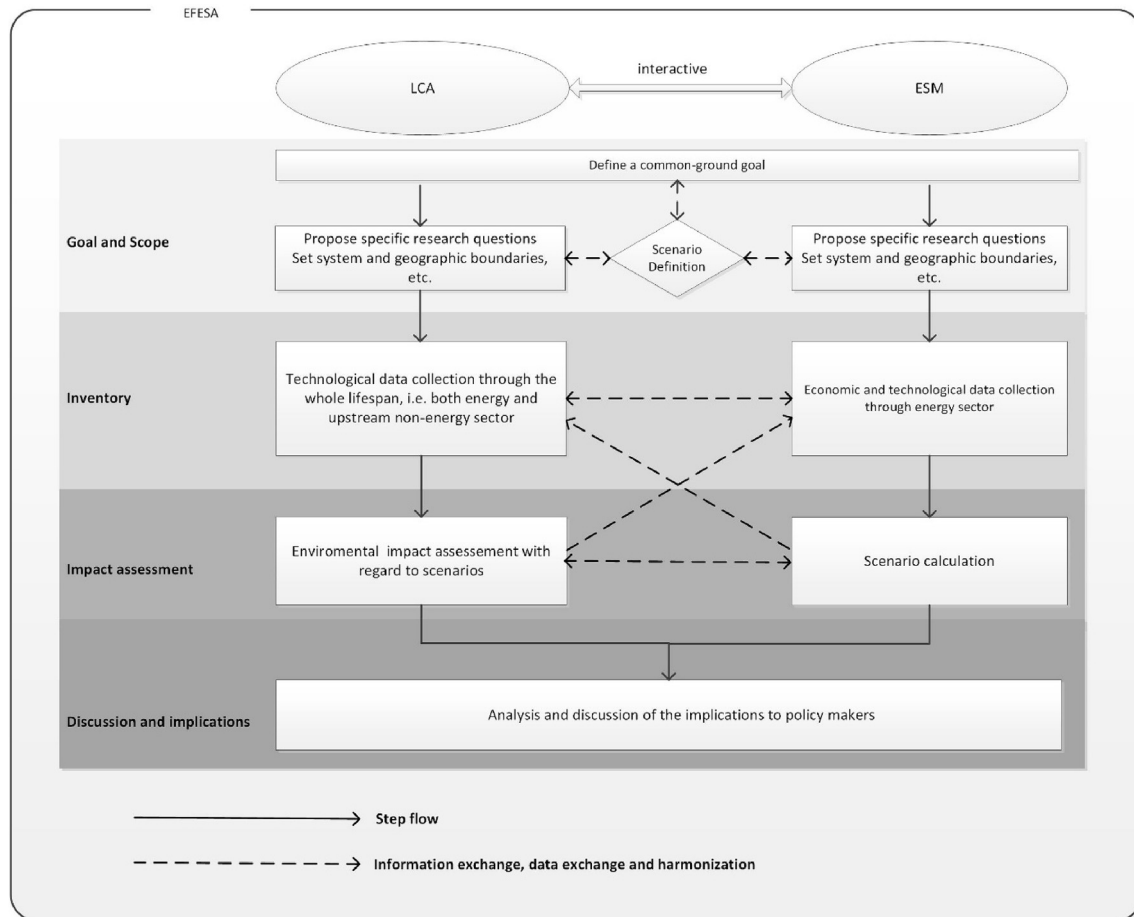 EFESA
LCA
interactive
ESM
Define a common-ground goal
Goal and Scope
Propose specific research questions
Set system and geographic boundaries,
etc.
Scenario
Definition
Propose specific research questions
Set system and geographic boundaries,
etc.
Inventory
Technological data collection through the
whole lifespan, i.e. both energy and
upstream non-energy sector
Economic and technological data collection
through energy sector
Impact assessment
Enviromental impact assessement with
regard to scenarios
Scenario calculation
Discussion and implications
Analysis and discussion of the implications to policy makers
Step flow
Information exchange, data exchange and harmonization